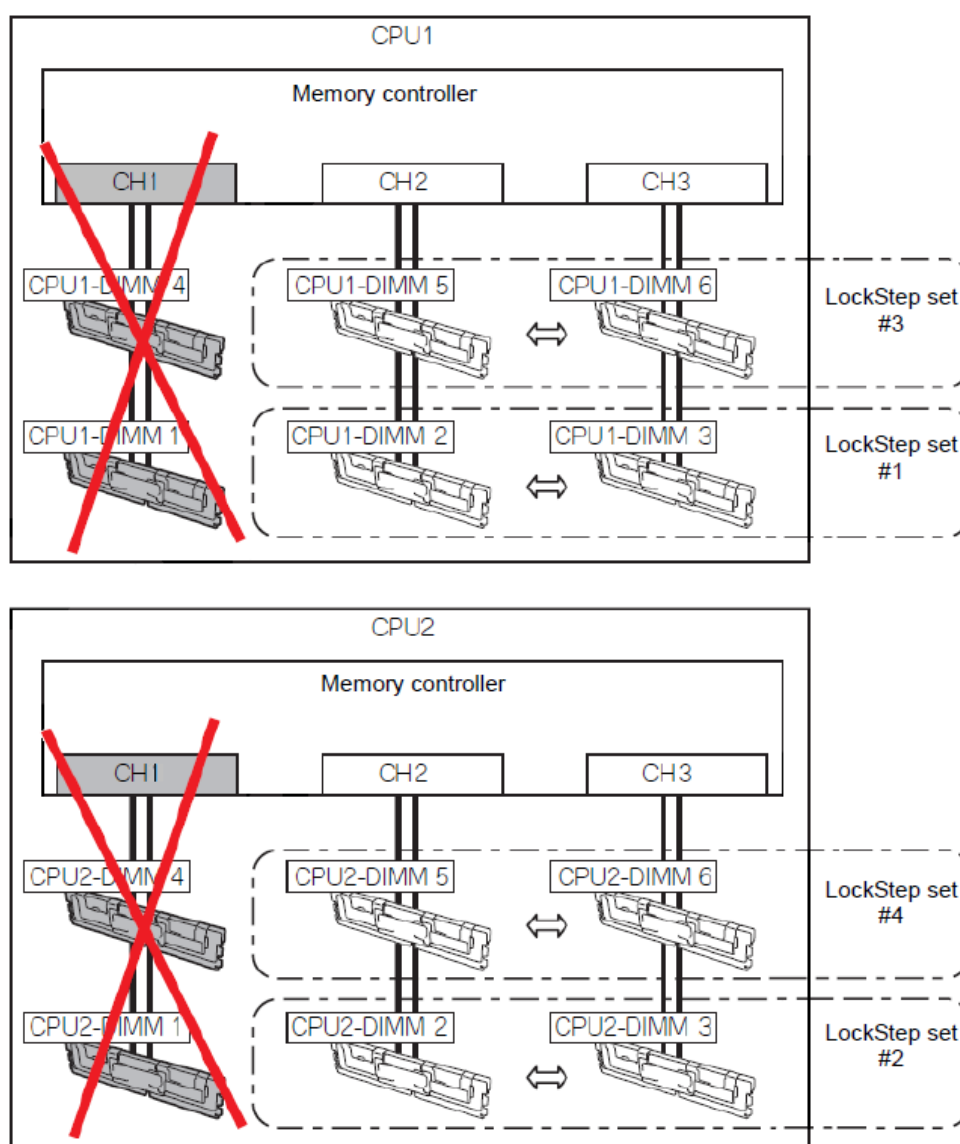 CPU1
Memory controller
CH1 CH2 CH3
CPU1-DIMM 4 CPU1-DIMM 5 CPU1-DIMM 6
LockStep set
#3
CPU1-DIMM 1 CPU1-DIMM 2 CPU1-DIMM 3
LockStep set
#1
CPU2
Memory controller
CH1 CH2 CH3
CPU2-DIMM 4 CPU2-DIMM 5 CPU2-DIMM 6
LockStep set
#4
CPU2-DIMM 1 CPU2-DIMM 2 CPU2-DIMM 3
LockStep set
#2